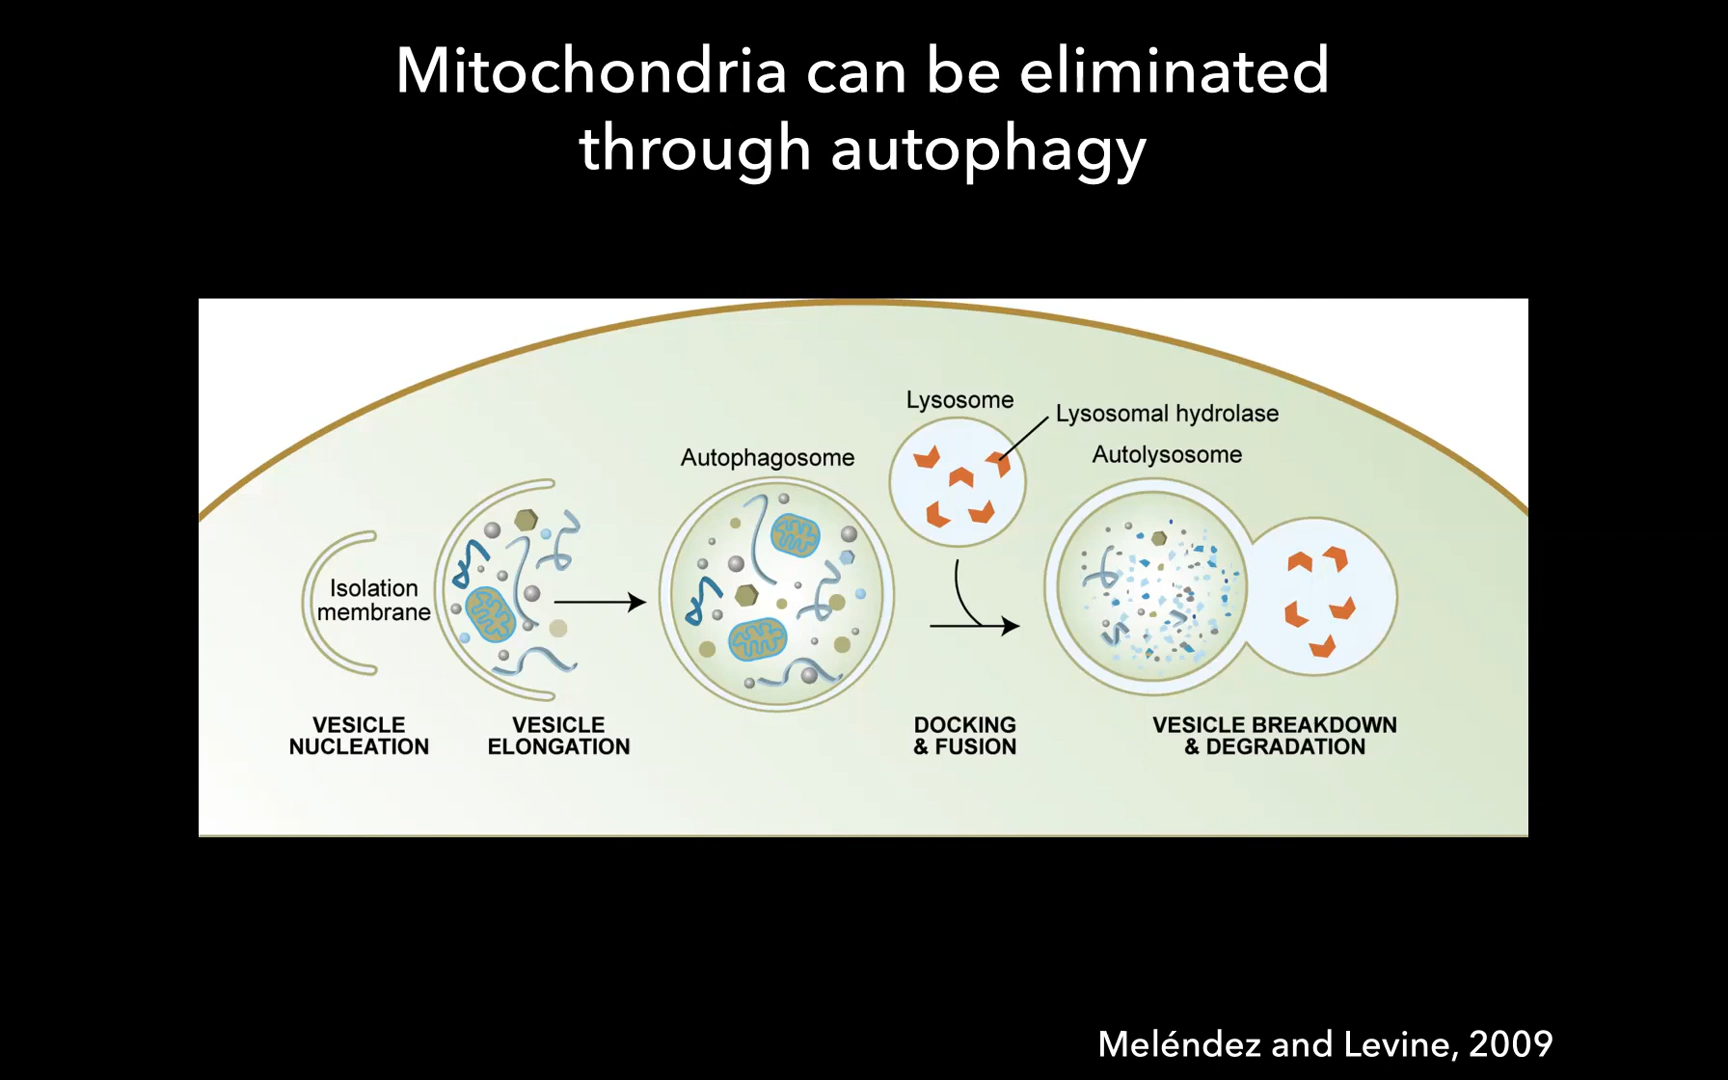 Mitochondria can be eliminated
through autophagy
Lysosome
Lysosomal hydrolase
Autophagosome
Autolysosome
Isolation
membrane
VESICLE
NUCLEATION
VESICLE
ELONGATION
DOCKING
& FUSION
VESICLE BREAKDOWN
& DEGRADATION
Meléndez and Levine, 2009